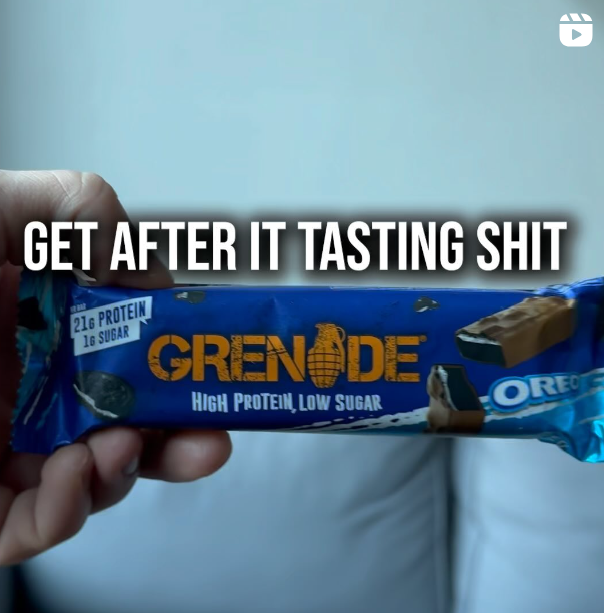 GET AFTER IT TASTING SHIT
21G PROTEIN
1G SUGAR
GRENADE
HIGH PROTEIN, LOW SUGAR
OREO